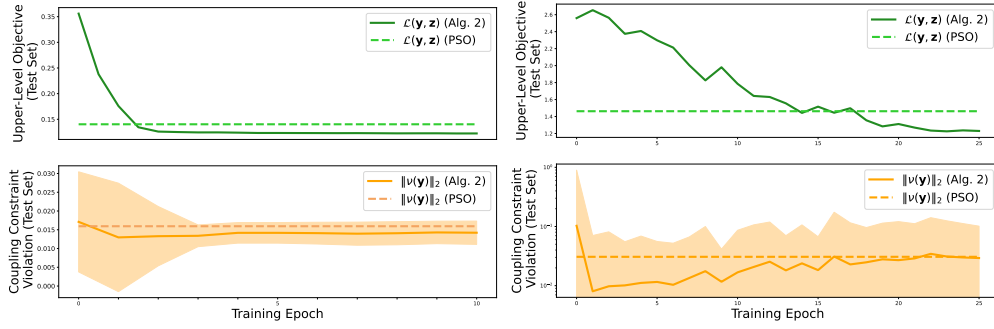 Upper-Level Objective
(Test Set)
0.35
0.30
0.25
0.20
0.15
ℒ(y, z) (Alg. 2)
ℒ(y, z) (PSO)
Coupling Constraint
Violation (Test Set)
0.030
0.025
0.020
0.015
0.010
0.005
0.000
‖ν(y)‖₂ (Alg. 2)
‖ν(y)‖₂ (PSO)
0
5
10
Training Epoch
Upper-Level Objective
(Test Set)
2.6
2.4
2.2
2.0
1.8
1.6
1.4
1.2
ℒ(y, z) (Alg. 2)
ℒ(y, z) (PSO)
0
5
10
15
20
25
Coupling Constraint
Violation (Test Set)
10⁰
10⁻¹
10⁻²
‖ν(y)‖₂ (Alg. 2)
‖ν(y)‖₂ (PSO)
0
5
10
15
20
25
Training Epoch